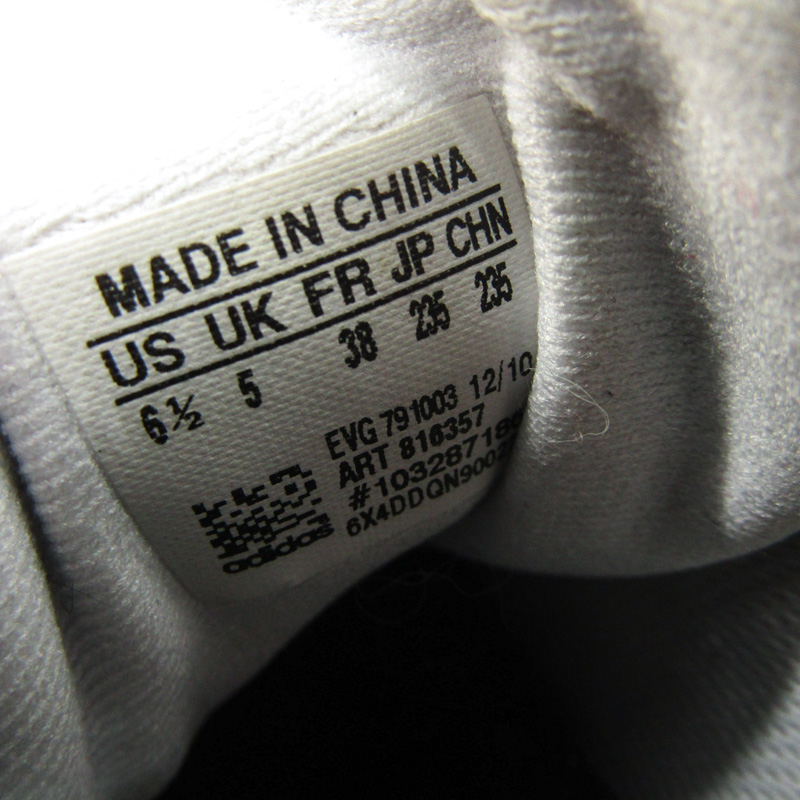 MADE IN CHINA
US UK FR JP CHN
6½ 5 38 235 235
EVG 791003 12/10
ART 816357
adidas